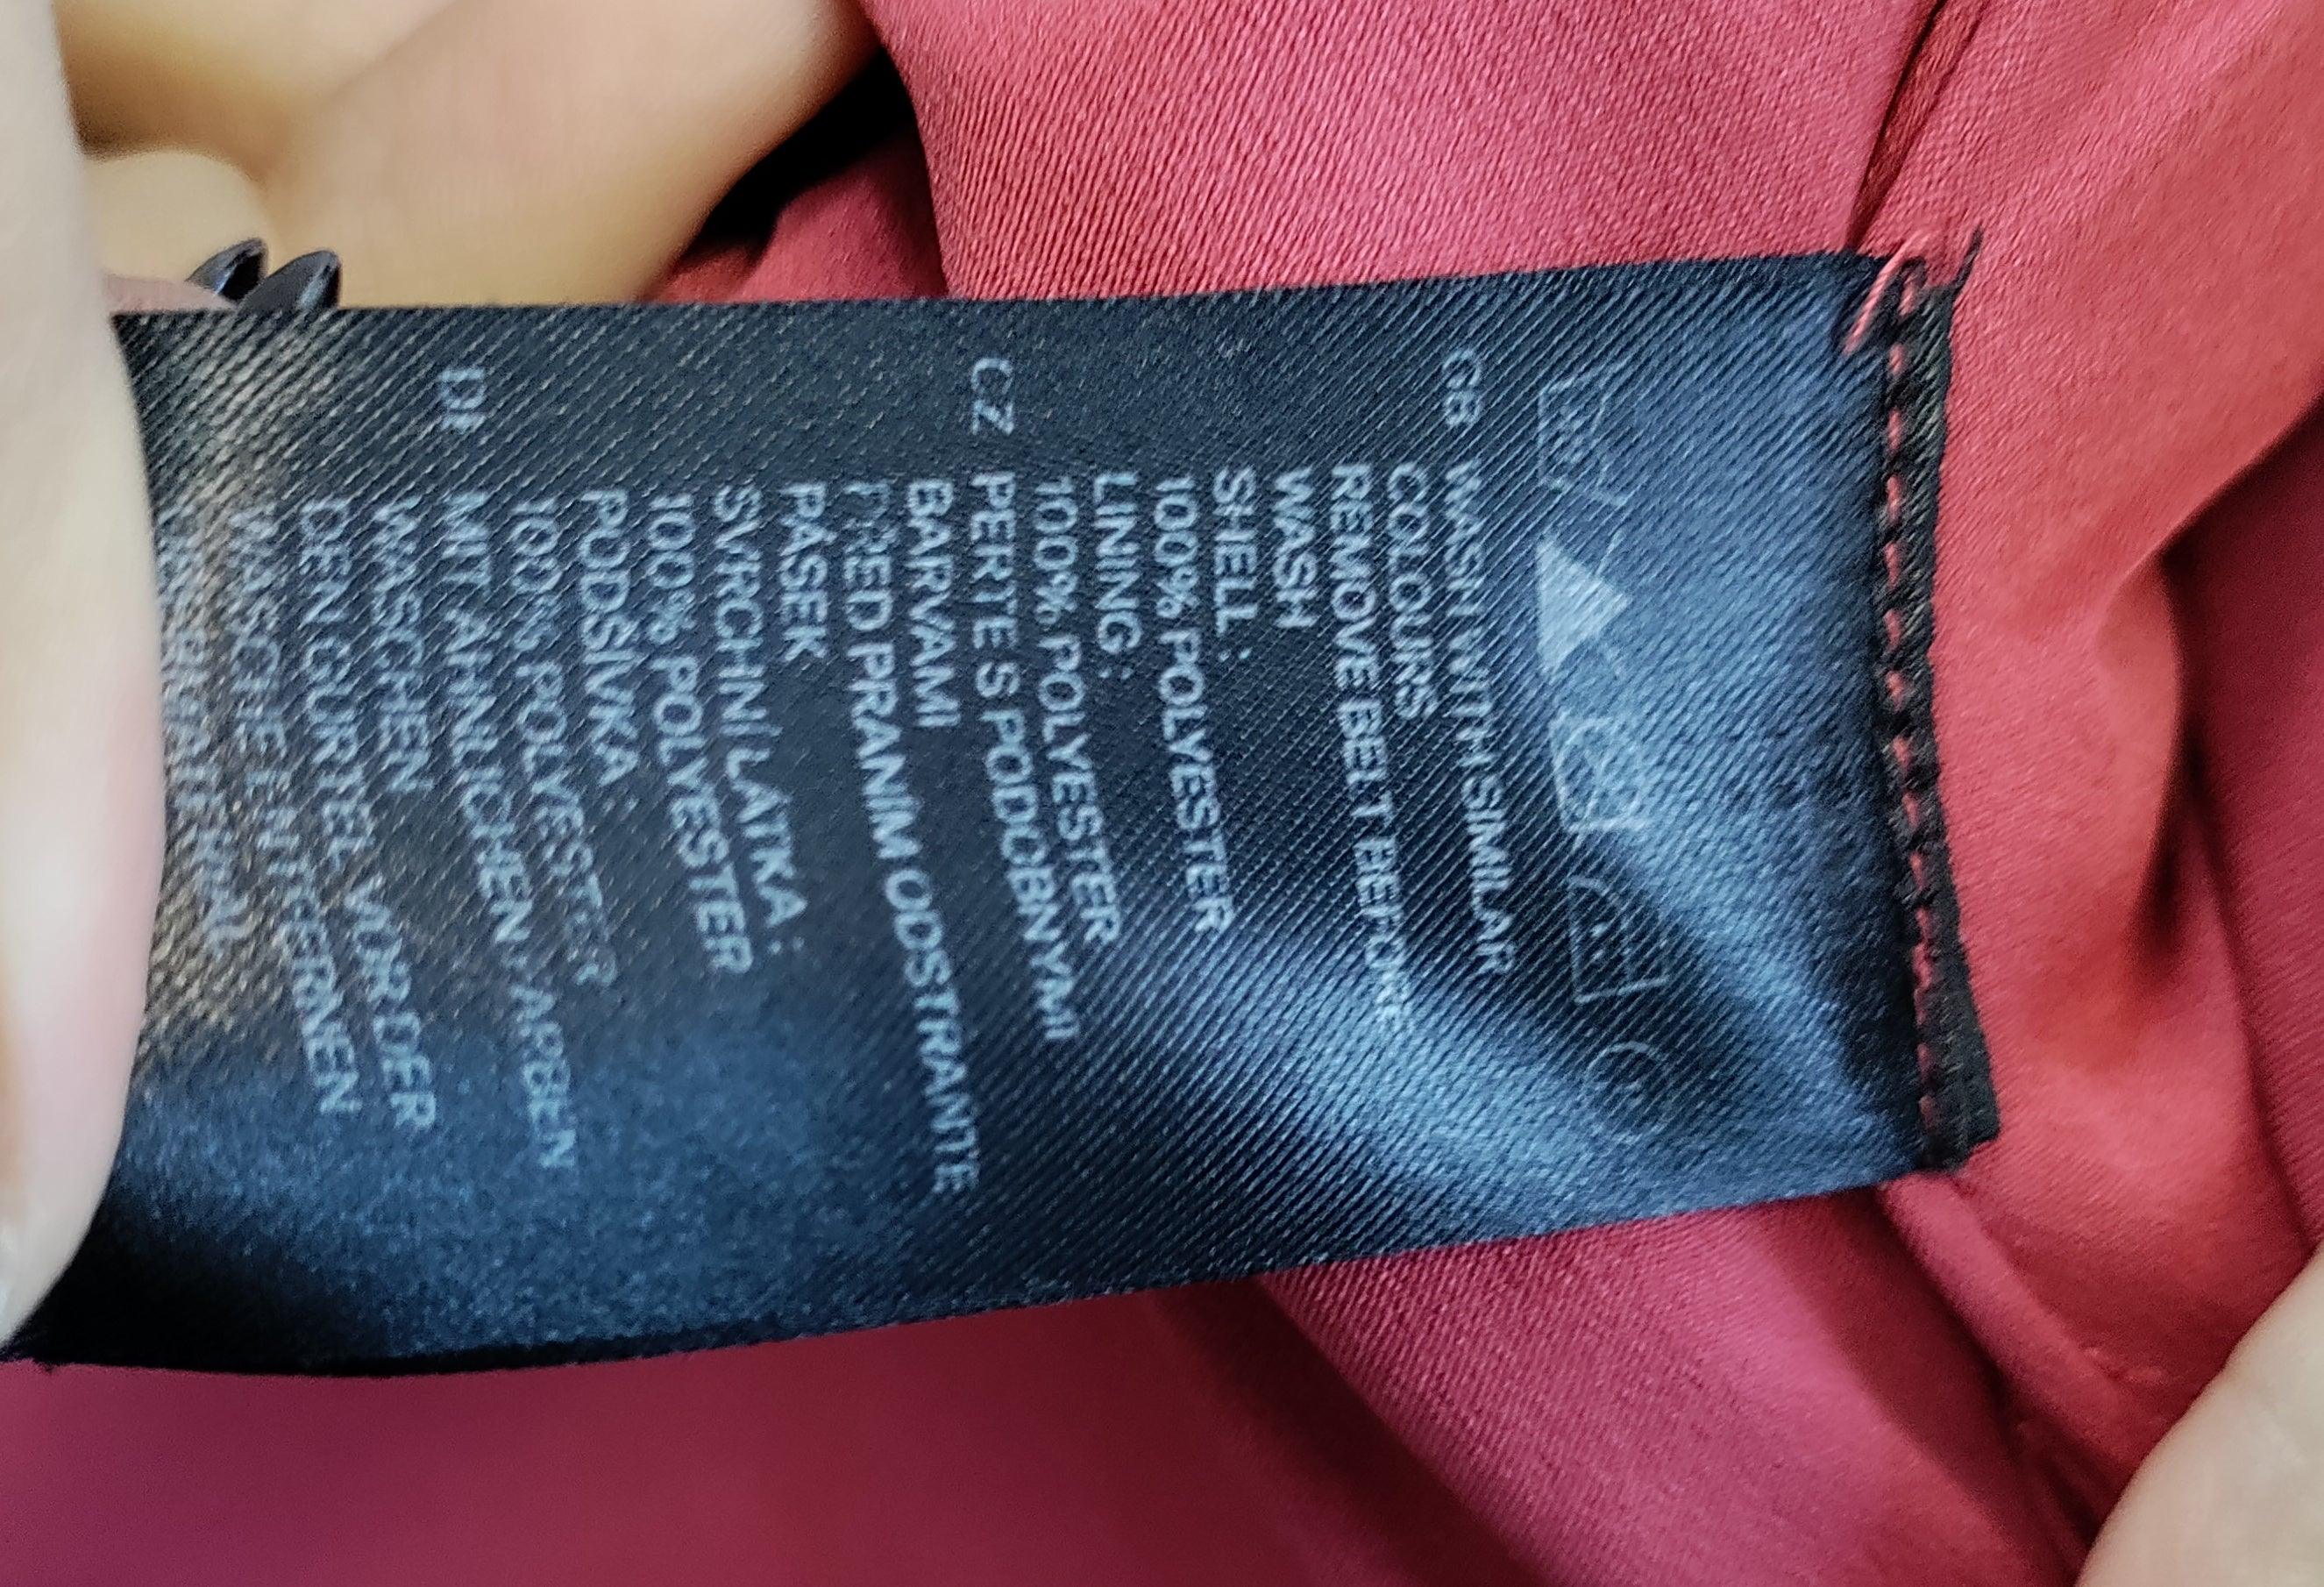 GB WASH WITH SIMILAR
COLOURS
REMOVE BELT BEFORE
WASH
SHELL :
100% POLYESTER
LINING :
100% POLYESTER
CZ PERTE S PODOBNÝMI
BARVAMI
PŘED PRANÍM ODSTRAŇTE
PÁSEK
SVRCHNÍ LÁTKA :
100% POLYESTER
PODŠÍVKA :
100% POLYESTER
DE MIT ÄHNLICHEN FARBEN
WASCHEN
DEN GÜRTEL VOR DER
WÄSCHE ENTFERNEN